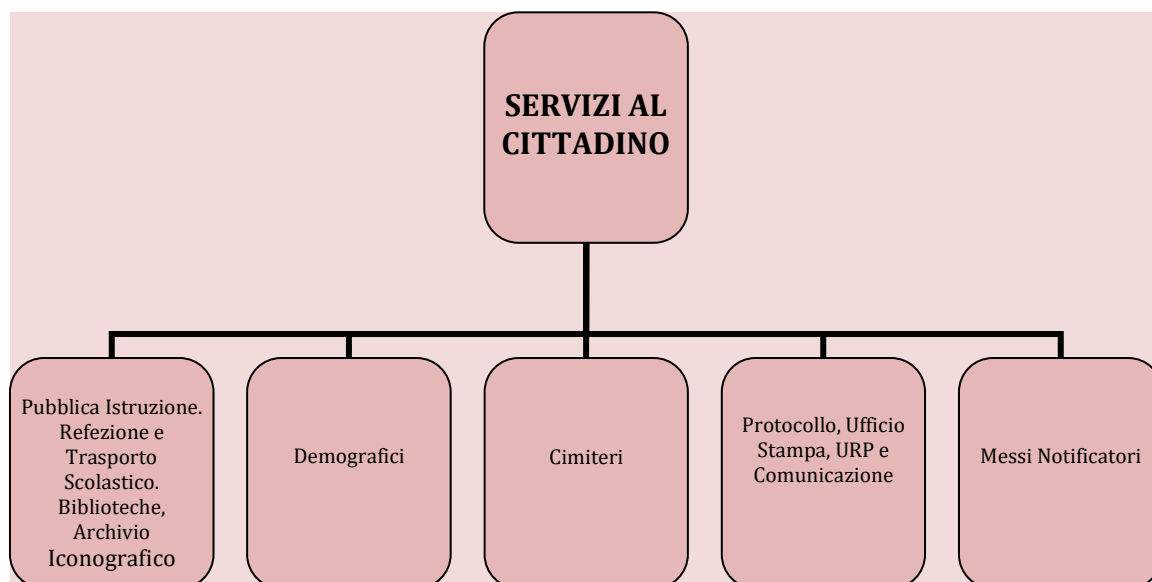 SERVIZI AL
CITTADINO
Pubblica Istruzione.
Refezione e
Trasporto
Scolastico.
Biblioteche,
Archivio
Iconografico
Demografici
Cimiteri
Protocollo, Ufficio
Stampa, URP e
Comunicazione
Messi Notificatori